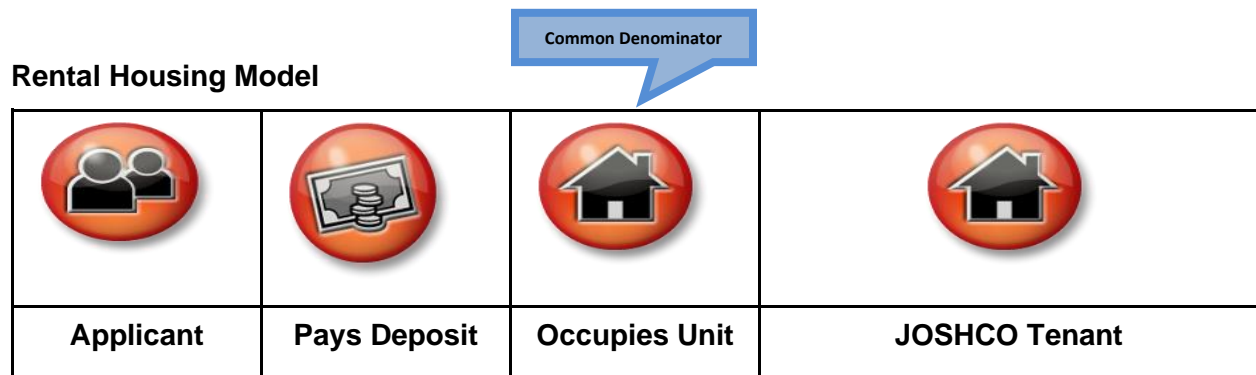 Common Denominator
Rental Housing Model
Applicant
Pays Deposit
Occupies Unit
JOSHCO Tenant